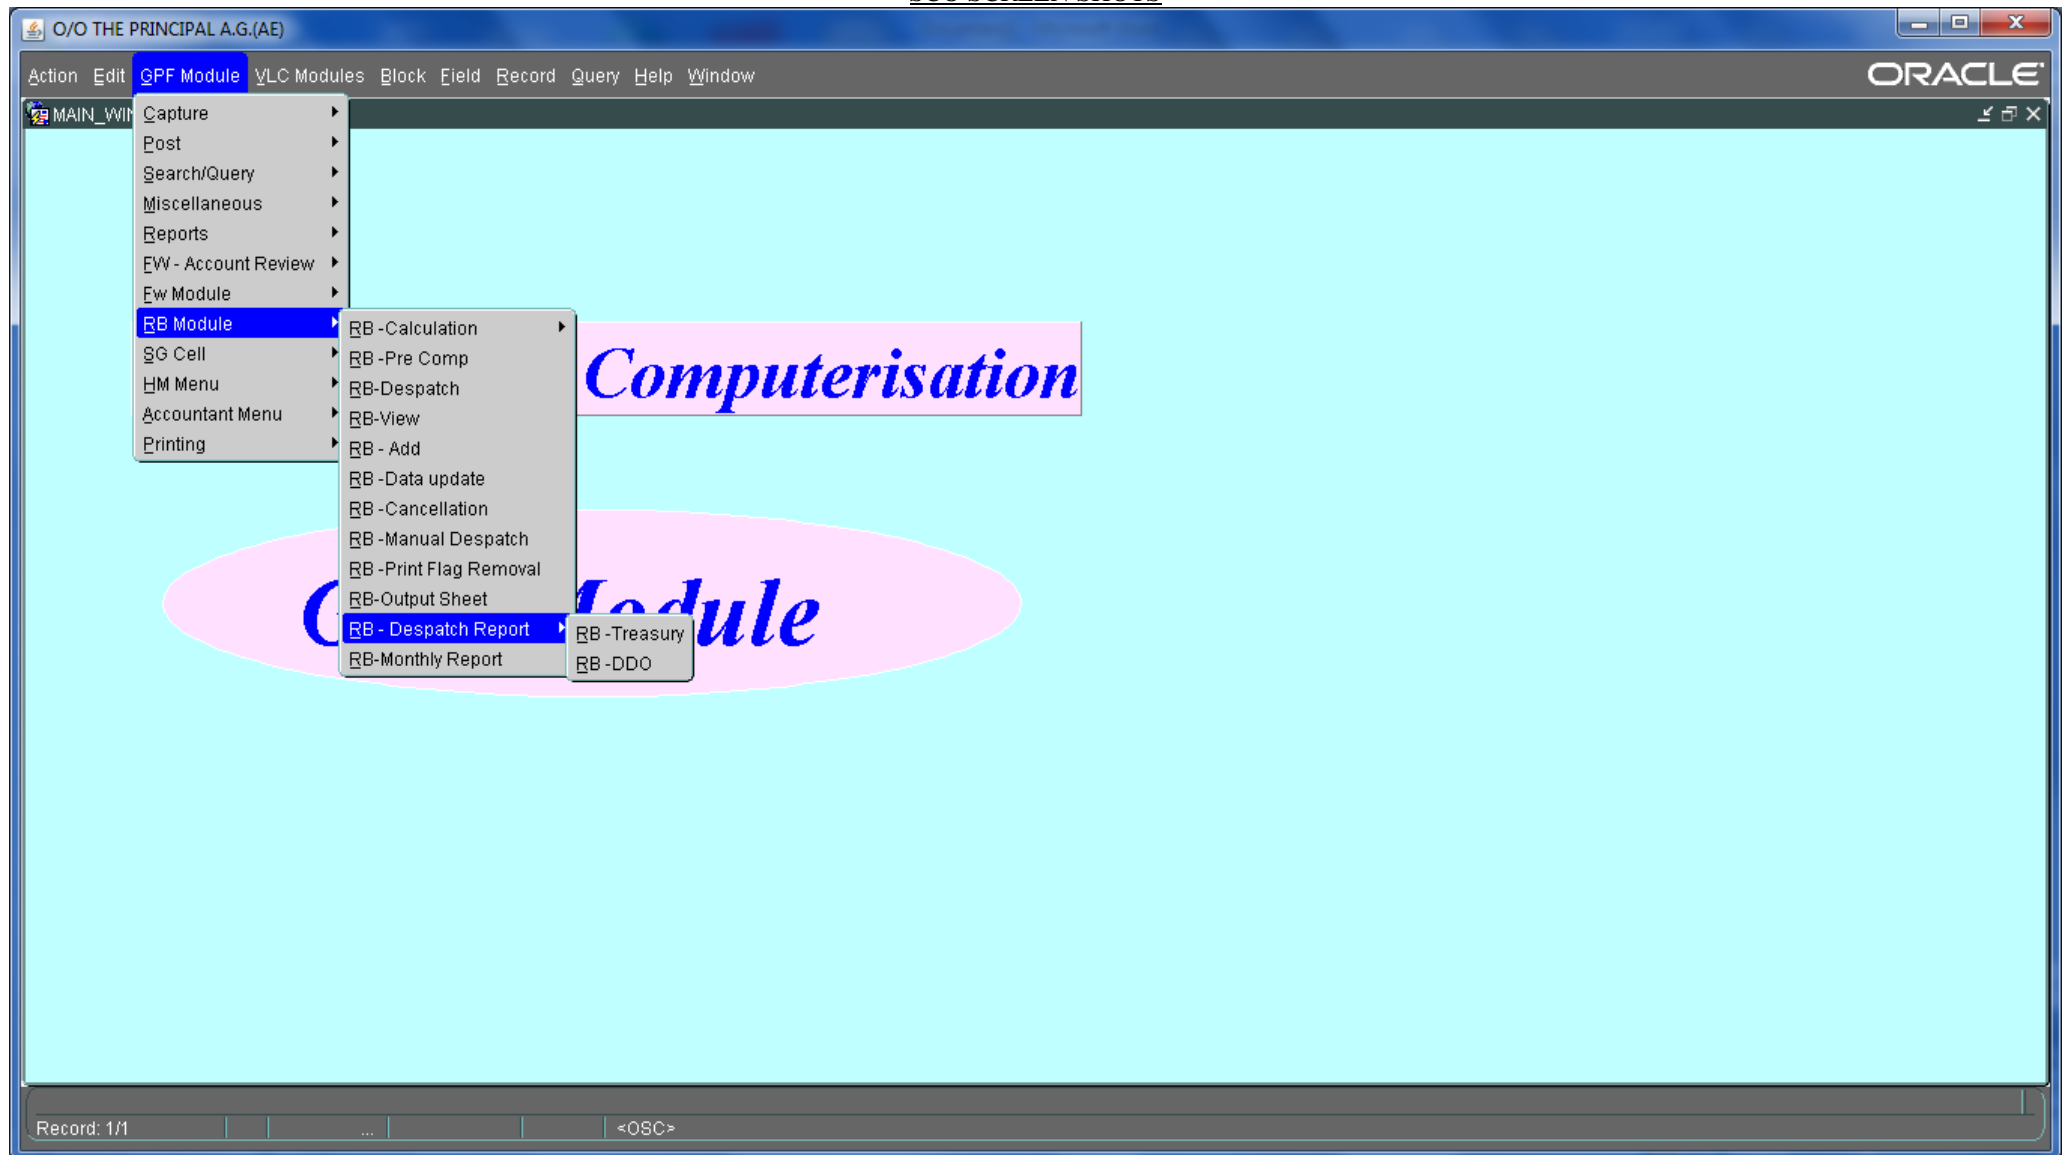 SCREEN SHOTS
O/O THE PRINCIPAL A.G.(AE)
Action Edit GPF Module VLC Modules Block Field Record Query Help Window
ORACLE
MAIN_WIN
Capture
Post
Search/Query
Miscellaneous
Reports
FW - Account Review
Fw Module
RB Module
SG Cell
HM Menu
Accountant Menu
Printing
RB -Calculation
RB -Pre Comp
RB-Despatch
RB-View
RB - Add
RB -Data update
RB -Cancellation
RB -Manual Despatch
RB -Print Flag Removal
RB-Output Sheet
RB - Despatch Report
RB-Monthly Report
RB -Treasury
RB -DDO
Computerisation
Record: 1/1
...
<OSC>